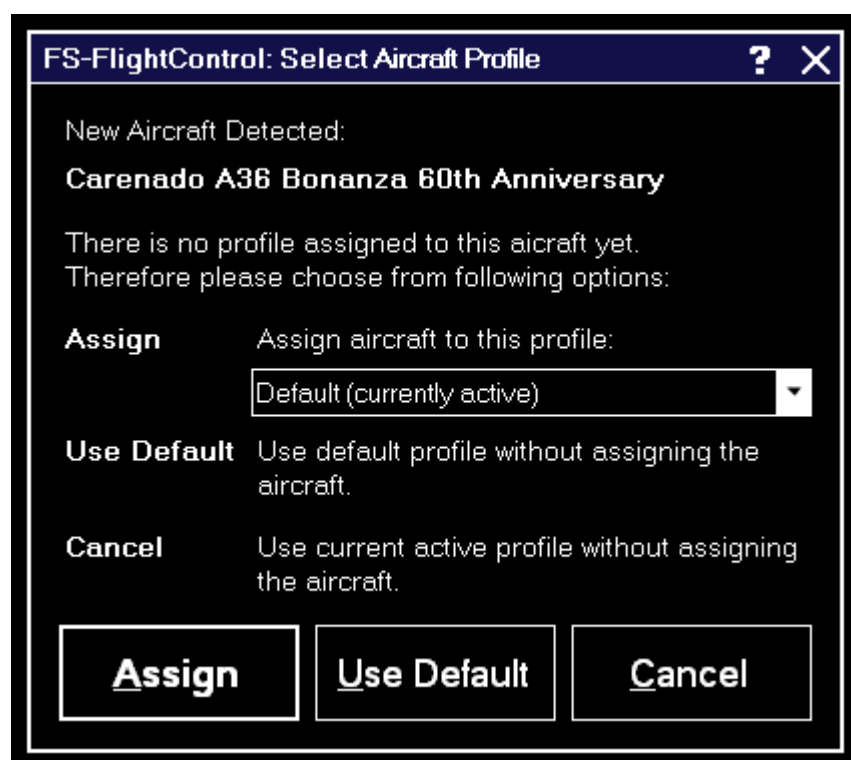 FS-FlightControl: Select Aircraft Profile ? X
New Aircraft Detected:
Carenado A36 Bonanza 60th Anniversary
There is no profile assigned to this aicraft yet.
Therefore please choose from following options:
Assign Assign aircraft to this profile:
Default (currently active)
Use Default Use default profile without assigning the
aircraft.
Cancel Use current active profile without assigning
the aircraft.
Assign Use Default Cancel